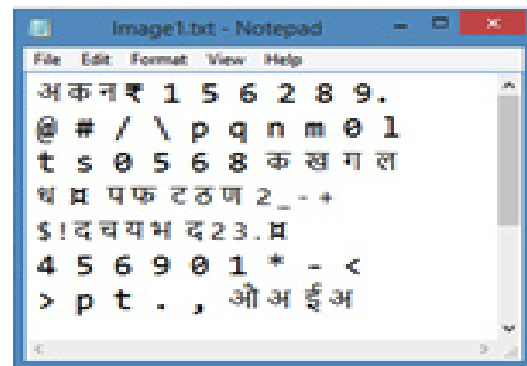 Image1.txt - Notepad
File Edit Format View Help
अ क न ₹ 1 5 6 2 8 9 .
@ # / \ p q n m 0 1
t s 0 5 6 8 क ख ग ल
ध ¤ प फ ट ठ ण 2 _ - +
$ ! द च य भ द 2 3 . ¤
4 5 6 9 0 1 * - <
> p t . , ओ अ ई अ